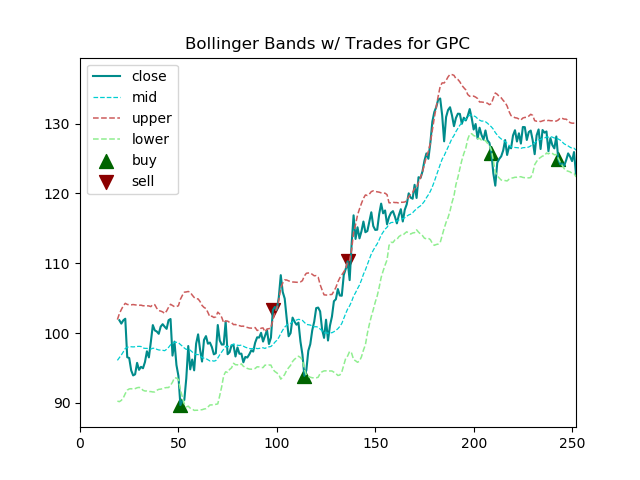 Bollinger Bands w/ Trades for GPC
close
mid
upper
lower
buy
sell
130
120
110
100
90
0 50 100 150 200 250